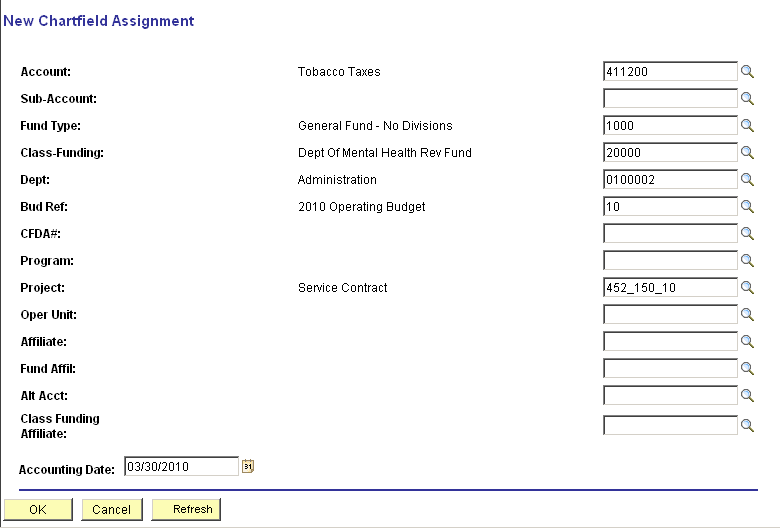 New Chartfield Assignment
Account: Tobacco Taxes 411200
Sub-Account:
Fund Type: General Fund - No Divisions 1000
Class-Funding: Dept Of Mental Health Rev Fund 20000
Dept: Administration 0100002
Bud Ref: 2010 Operating Budget 10
CFDA#:
Program:
Project: Service Contract 452_150_10
Oper Unit:
Affiliate:
Fund Affil:
Alt Acct:
Class Funding
Affiliate:
Accounting Date: 03/30/2010 31
OK Cancel Refresh